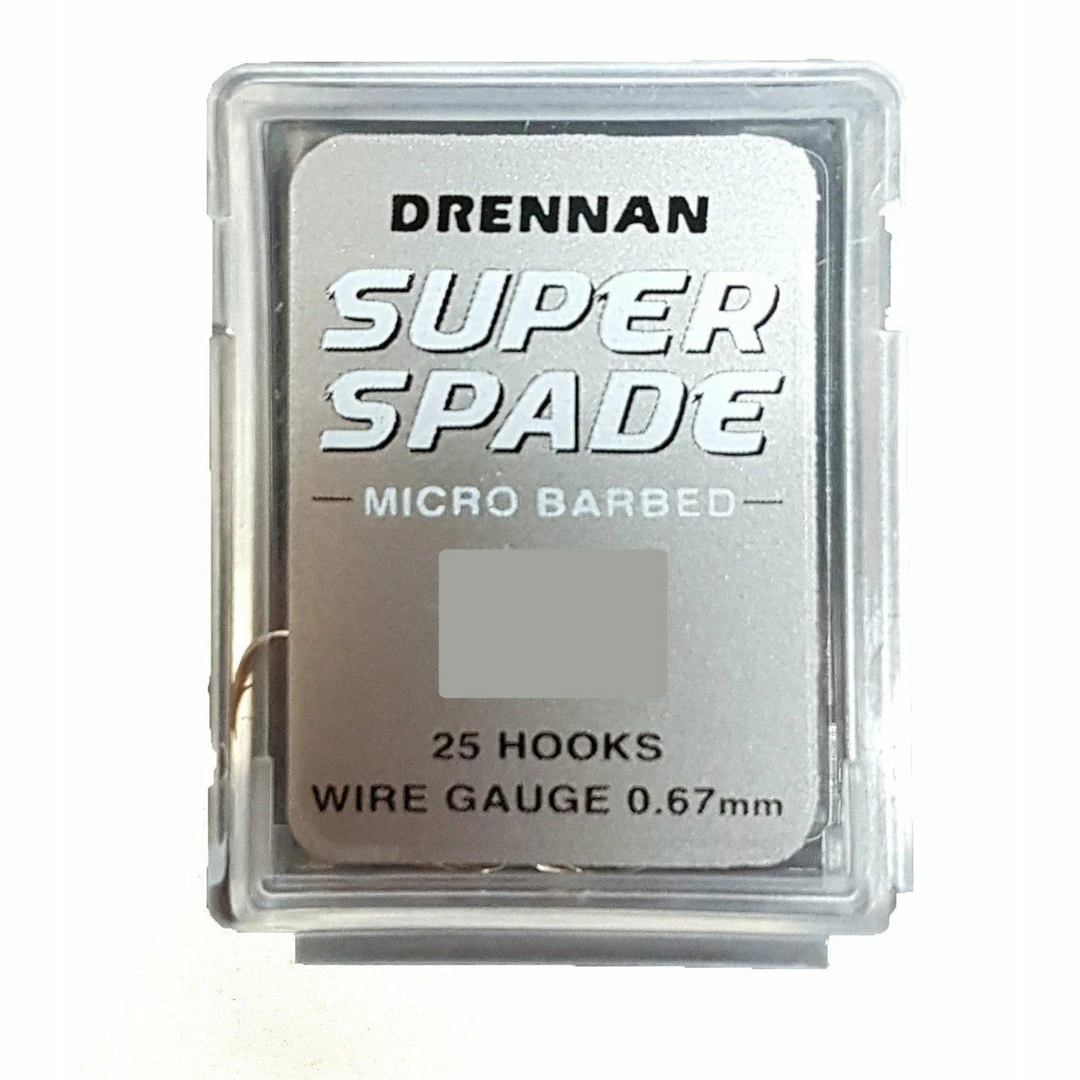 DRENNAN
SUPER
SPADE
MICRO BARBED
25 HOOKS
WIRE GAUGE 0.67mm